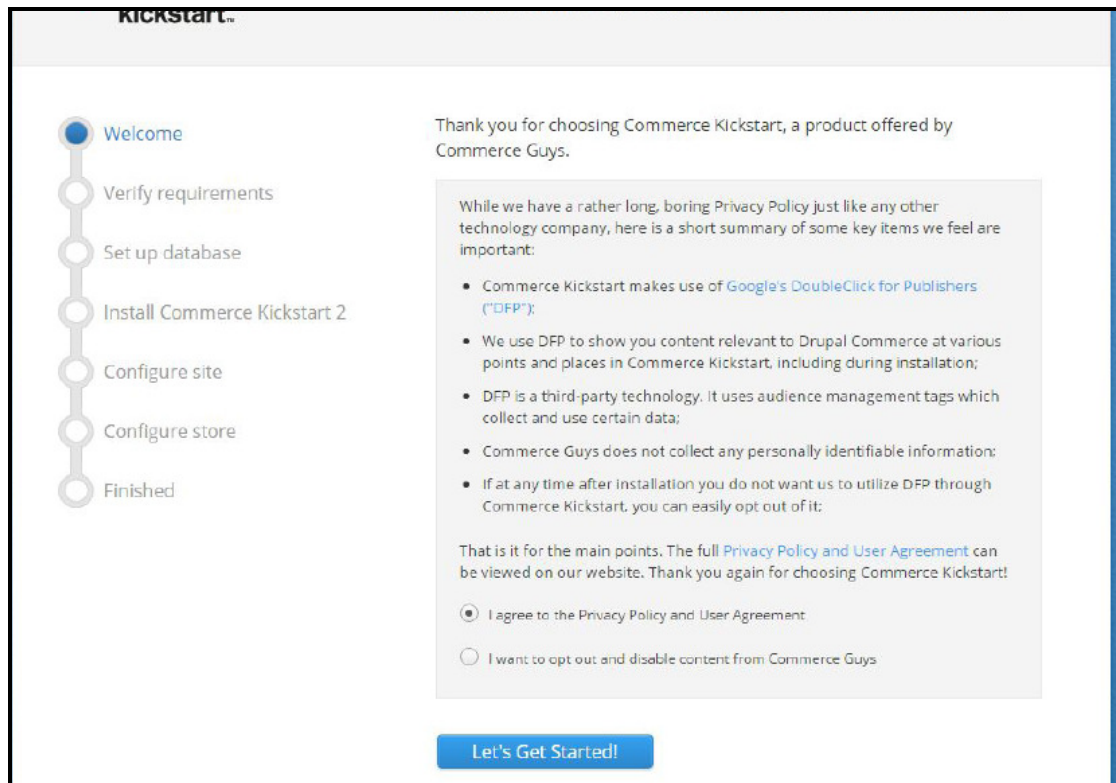 kickstart™
Welcome
Verify requirements
Set up database
Install Commerce Kickstart 2
Configure site
Configure store
Finished
Thank you for choosing Commerce Kickstart, a product offered by
Commerce Guys.
While we have a rather long, boring Privacy Policy just like any other
technology company, here is a short summary of some key items we feel are
important:
• Commerce Kickstart makes use of Google's DoubleClick for Publishers
("DFP");
• We use DFP to show you content relevant to Drupal Commerce at various
points and places in Commerce Kickstart, including during installation;
• DFP is a third-party technology. It uses audience management tags which
collect and use certain data;
• Commerce Guys does not collect any personally identifiable information;
• If at any time after installation you do not want us to utilize DFP through
Commerce Kickstart, you can easily opt out of it;
That is it for the main points. The full Privacy Policy and User Agreement can
be viewed on our website. Thank you again for choosing Commerce Kickstart!
I agree to the Privacy Policy and User Agreement
I want to opt out and disable content from Commerce Guys
Let's Get Started!